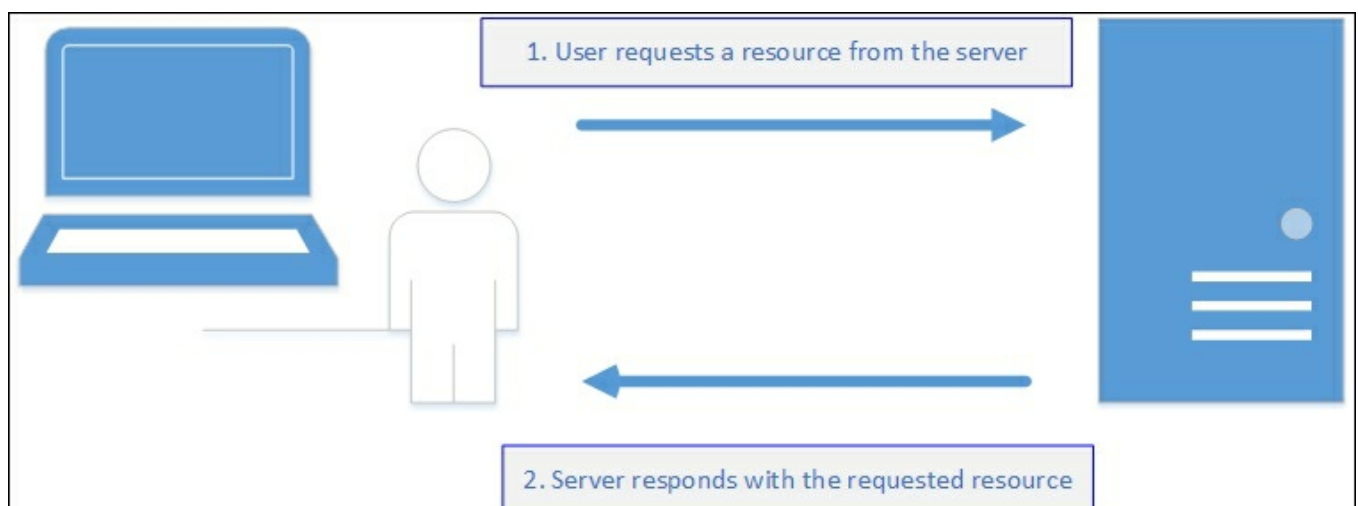 1. User requests a resource from the server
2. Server responds with the requested resource